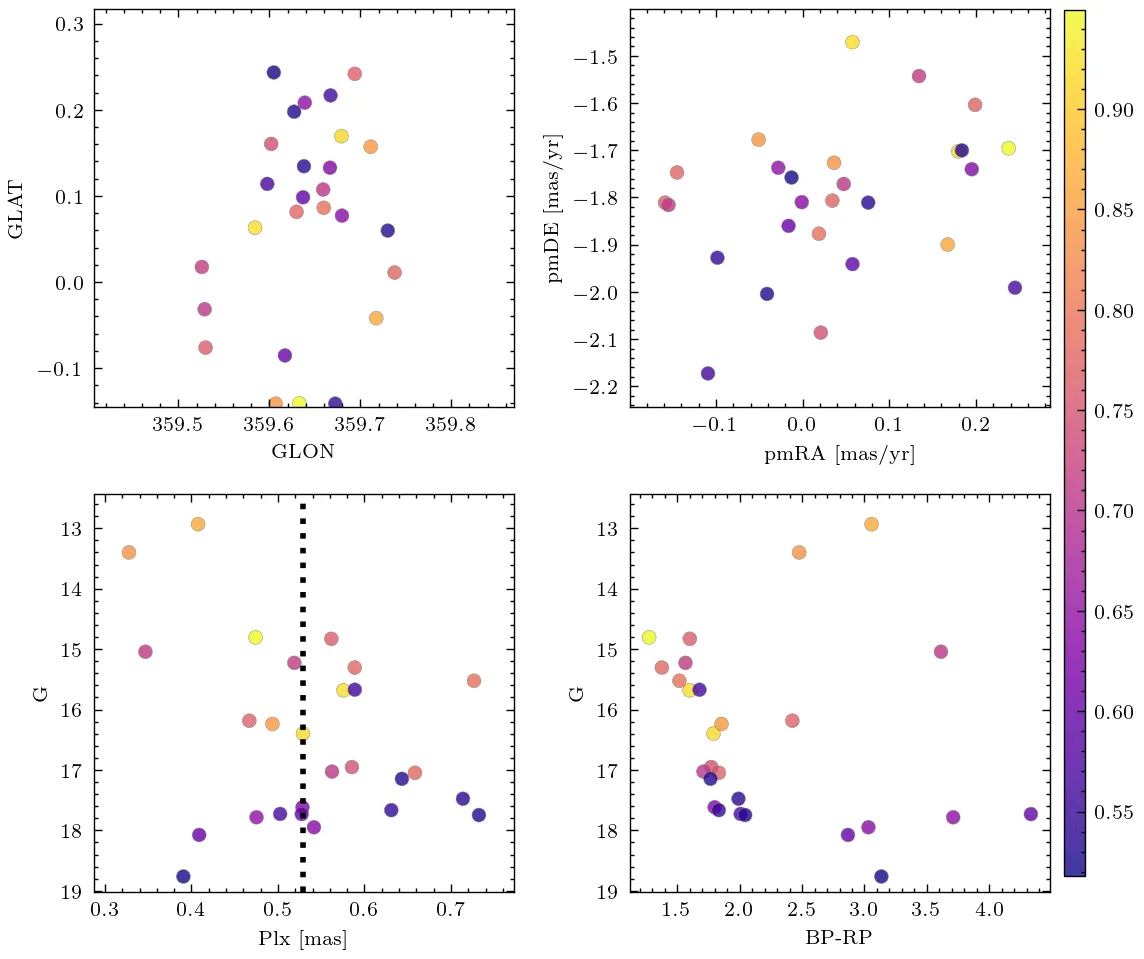 0.3
0.2
0.1
0.0
−0.1
GLAT
359.5 359.6 359.7 359.8
GLON
−1.5
−1.6
−1.7
−1.8
−1.9
−2.0
−2.1
−2.2
pmDE [mas/yr]
−0.1 0.0 0.1 0.2
pmRA [mas/yr]
0.90
0.85
0.80
0.75
0.70
0.65
0.60
0.55
13
14
15
16
17
18
19
G
0.3 0.4 0.5 0.6 0.7
Plx [mas]
13
14
15
16
17
18
19
G
1.5 2.0 2.5 3.0 3.5 4.0
BP-RP